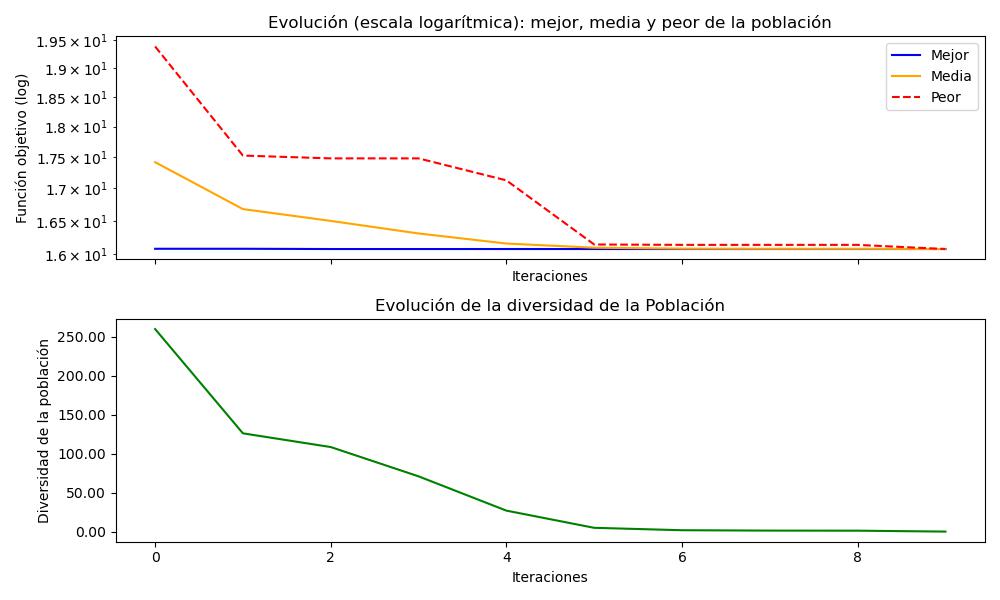 Evolución (escala logarítmica): mejor, media y peor de la población
1.95 × 10¹
1.9 × 10¹
1.85 × 10¹
1.8 × 10¹
1.75 × 10¹
1.7 × 10¹
1.65 × 10¹
1.6 × 10¹
Función objetivo (log)
Mejor
Media
Peor
Iteraciones
Evolución de la diversidad de la Población
250.00
200.00
150.00
100.00
50.00
0.00
Diversidad de la población
0 2 4 6 8
Iteraciones